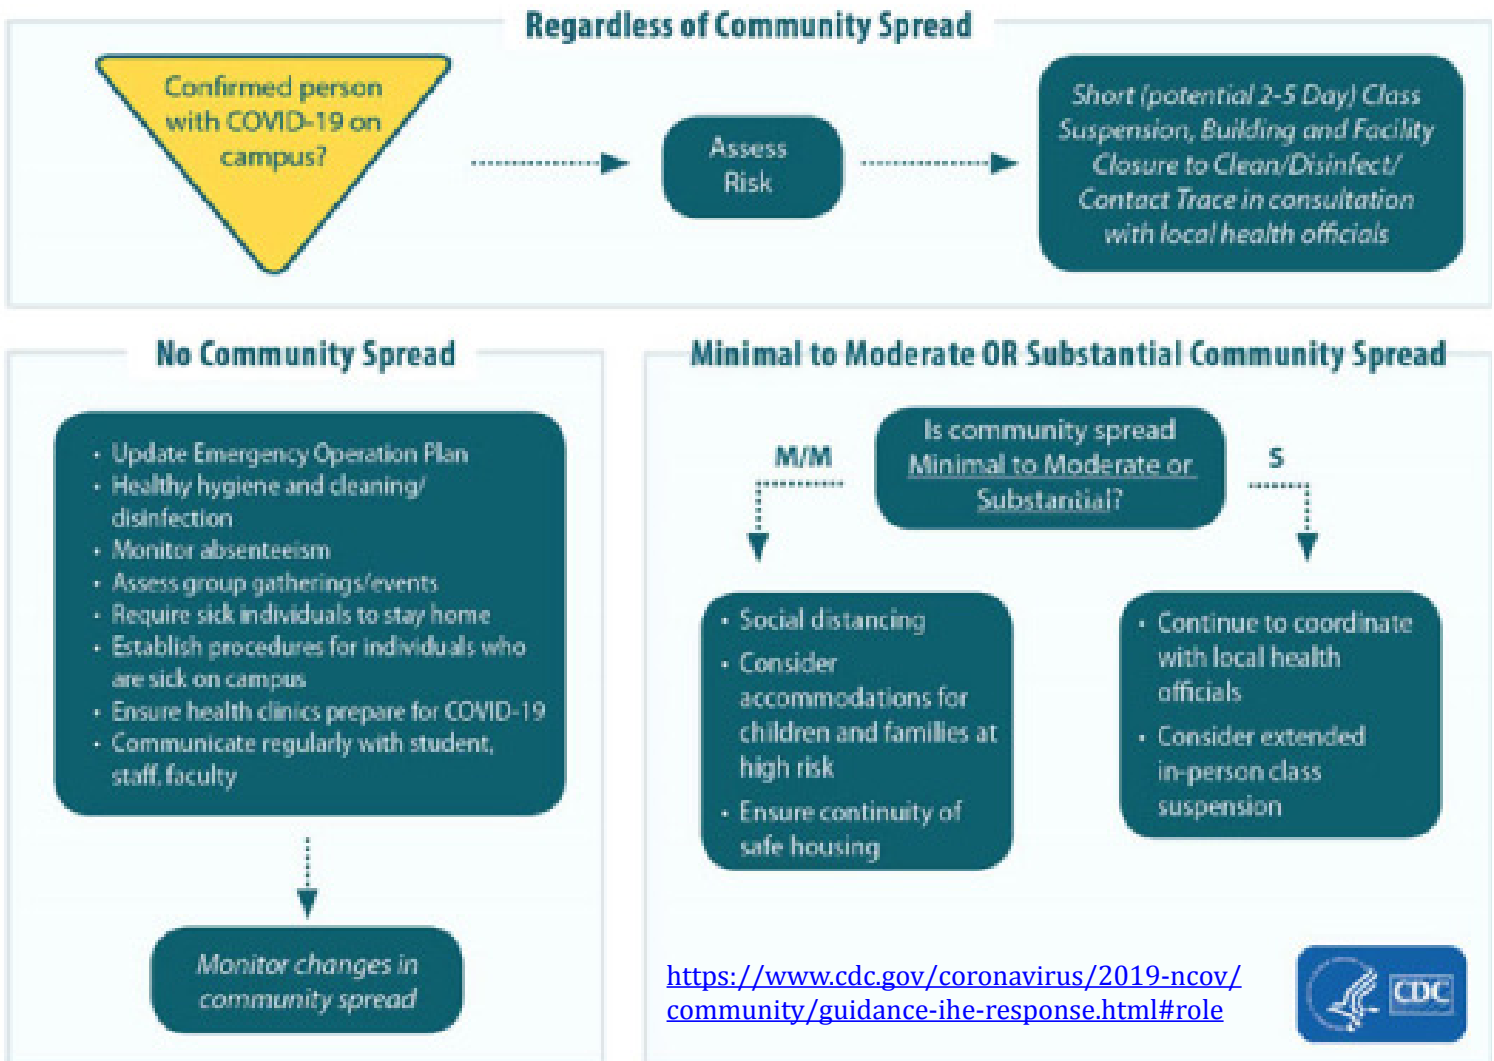 Regardless of Community Spread
Confirmed person
with COVID-19 on
campus?
Assess
Risk
Short (potential 2-5 Day) Class
Suspension, Building and Facility
Closure to Clean/Disinfect/
Contact Trace in consultation
with local health officials
No Community Spread
• Update Emergency Operation Plan
• Healthy hygiene and cleaning/
disinfection
• Monitor absenteeism
• Assess group gatherings/events
• Require sick individuals to stay home
• Establish procedures for individuals who
are sick on campus
• Ensure health clinics prepare for COVID-19
• Communicate regularly with student,
staff, faculty
Monitor changes in
community spread
Minimal to Moderate OR Substantial Community Spread
Is community spread
Minimal to Moderate or
Substantial?
M/M
S
• Social distancing
• Consider
accommodations for
children and families at
high risk
• Ensure continuity of
safe housing
• Continue to coordinate
with local health
officials
• Consider extended
in-person class
suspension
https://www.cdc.gov/coronavirus/2019-ncov/
community/guidance-ihe-response.html#role
CDC